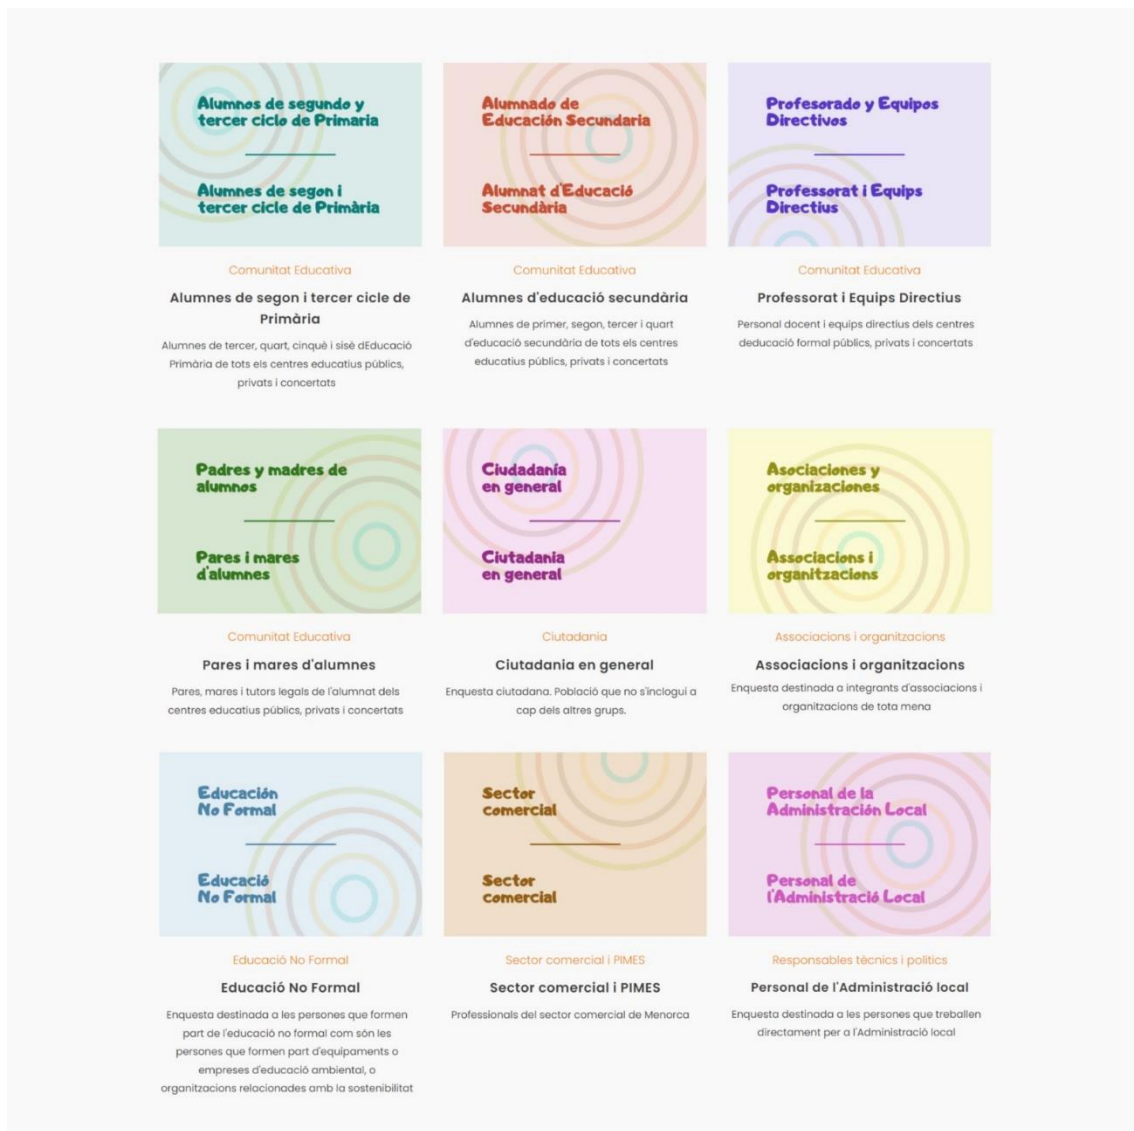 Alumnos de segundo y
tercer ciclo de Primaria
Alumnes de segon i
tercer cicle de Primària
Comunitat Educativa
Alumnes de segon i tercer cicle de
Primària
Alumnes de tercer, quart, cinquè i sisè dEducació
Primària de tots els centres educatius públics,
privats i concertats
Alumnado de
Educación Secundaria
Alumnat d'Educació
Secundària
Comunitat Educativa
Alumnes d'educació secundària
Alumnes de primer, segon, tercer i quart
d'educació secundària de tots els centres
educatius públics, privats i concertats
Profesorado y Equipos
Directivos
Professorat i Equips
Directius
Comunitat Educativa
Professorat i Equips Directius
Personal docent i equips directius dels centres
deducació formal públics, privats i concertats
Padres y madres de
alumnos
Pares i mares
d'alumnes
Comunitat Educativa
Pares i mares d'alumnes
Pares, mares i tutors legals de l'alumnat dels
centres educatius públics, privats i concertats
Ciudadanía
en general
Ciutadania
en general
Ciutadania
Ciutadania en general
Enquesta ciutadana. Població que no s'inclogui a
cap dels altres grups.
Asociaciones y
organizaciones
Associacions i
organitzacions
Associacions i organitzacions
Associacions i organitzacions
Enquesta destinada a integrants d'associacions i
organitzacions de tota mena
Educación
No Formal
Educació
No Formal
Educació No Formal
Educació No Formal
Enquesta destinada a les persones que formen
part de l'educació no formal com són les
persones que formen part d'equipaments o
empreses d'educació ambiental, o
organitzacions relacionades amb la sostenibilitat
Sector
comercial
Sector
comercial
Sector comercial i PIMES
Sector comercial i PIMES
Professionals del sector comercial de Menorca
Personal de la
Administración Local
Personal de
l'Administració Local
Responsables tècnics i polítics
Personal de l'Administració local
Enquesta destinada a les persones que treballen
directament per a l'Administració local